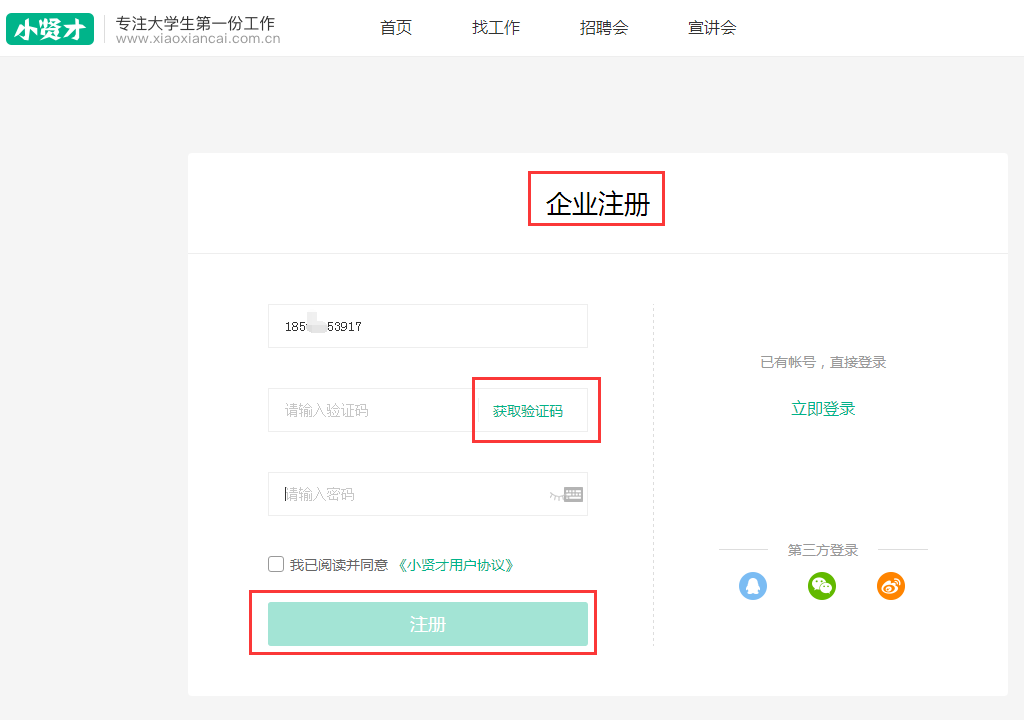 小贤才
专注大学生第一份工作
www.xiaoxiancai.com.cn
首页 找工作 招聘会 宣讲会
企业注册
185 53917
请输入验证码 获取验证码
请输入密码
我已阅读并同意 《小贤才用户协议》
注册
已有帐号，直接登录
立即登录
第三方登录